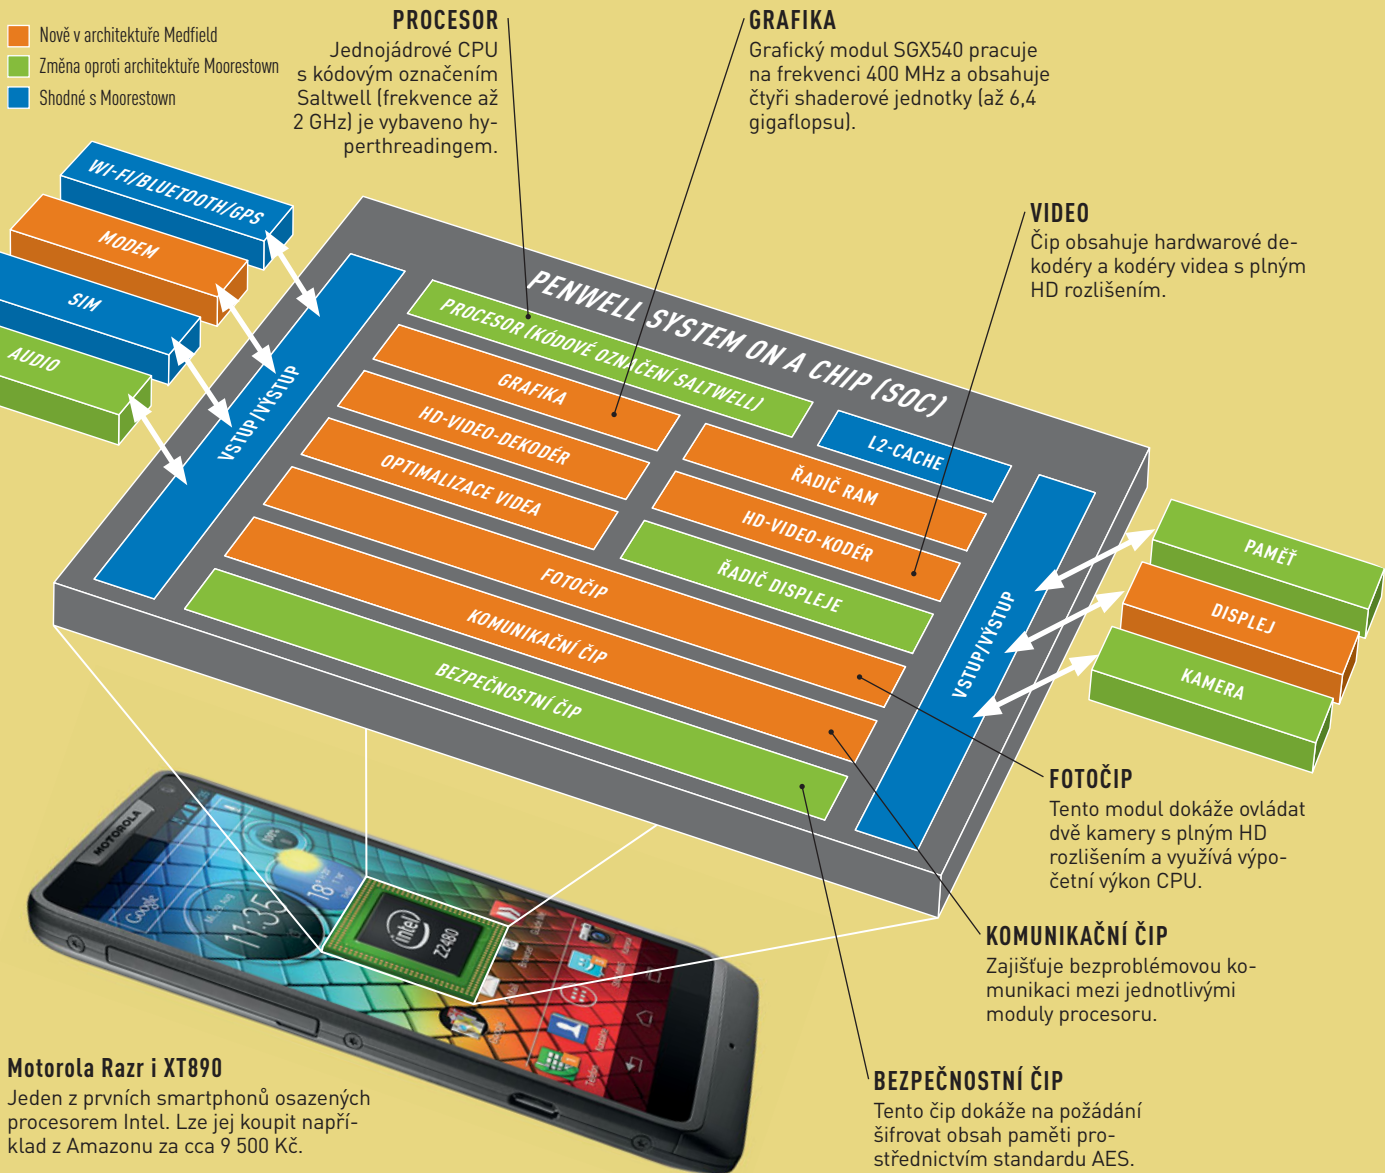 Nově v architektuře Medfield
Změna oproti architektuře Moorestown
Shodné s Moorestown
PROCESOR
Jednojádrové CPU
s kódovým označením
Saltwell (frekvence až
2 GHz) je vybaveno hy-
perthreadingem.
GRAFIKA
Grafický modul SGX540 pracuje
na frekvenci 400 MHz a obsahuje
čtyři shaderové jednotky (až 6,4
gigaflopsu).
VIDEO
Čip obsahuje hardwarové de-
kodéry a kodéry videa s plným
HD rozlišením.
WI-FI/BLUETOOTH/GPS
MODEM
SIM
AUDIO
VSTUP/VÝSTUP
PENWELL SYSTEM ON A CHIP (SOC)
PROCESOR (KÓDOVÉ OZNAČENÍ SALTWELL)
L2-CACHE
GRAFIKA
ŘADIČ RAM
HD-VIDEO-DEKODÉR
HD-VIDEO-KODÉR
OPTIMALIZACE VIDEA
ŘADIČ DISPLEJE
FOTOČIP
KOMUNIKAČNÍ ČIP
BEZPEČNOSTNÍ ČIP
VSTUP/VÝSTUP
PAMĚŤ
DISPLEJ
KAMERA
FOTOČIP
Tento modul dokáže ovládat
dvě kamery s plným HD
rozlišením a využívá výpo-
četní výkon CPU.
KOMUNIKAČNÍ ČIP
Zajišťuje bezproblémovou ko-
munikaci mezi jednotlivými
moduly procesoru.
BEZPEČNOSTNÍ ČIP
Tento čip dokáže na požádání
šifrovat obsah paměti pro-
střednictvím standardu AES.
MOTOROLA
Google
11:35
18°
intel
Z2480
Motorola Razr i XT890
Jeden z prvních smartphonů osazených
procesorem Intel. Lze jej koupit napří-
klad z Amazonu za cca 9 500 Kč.